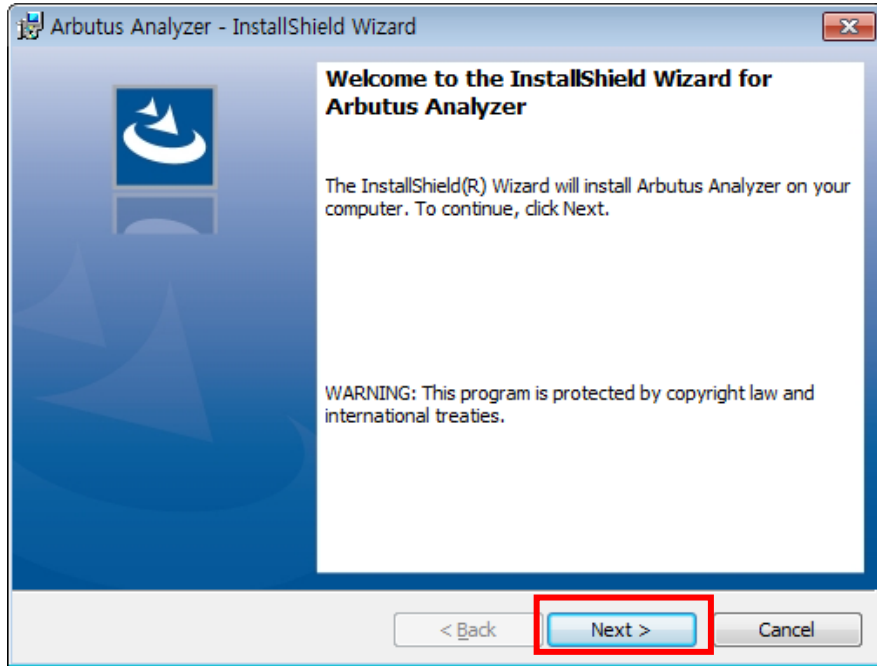 Arbutus Analyzer - InstallShield Wizard
Welcome to the InstallShield Wizard for
Arbutus Analyzer
The InstallShield(R) Wizard will install Arbutus Analyzer on your
computer. To continue, click Next.
WARNING: This program is protected by copyright law and
international treaties.
< Back
Next >
Cancel